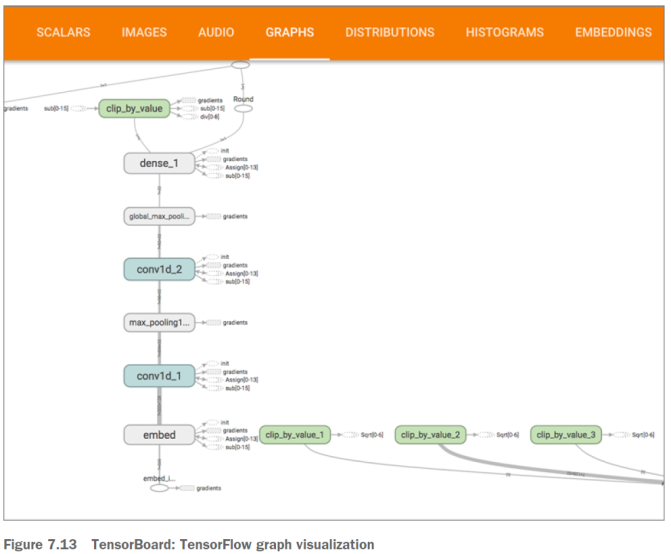 SCALARS IMAGES AUDIO GRAPHS DISTRIBUTIONS HISTOGRAMS EMBEDDINGS
gradients
sub[0-15]
clip_by_value
gradients
sub[0-15]
div[0-8]
Round
dense_1
init
gradients
Assign[0-13]
sub[0-15]
global_max_pooli...
gradients
conv1d_2
init
gradients
Assign[0-13]
sub[0-15]
max_pooling1...
gradients
conv1d_1
init
gradients
Assign[0-13]
sub[0-15]
embed
init
gradients
Assign[0-13]
sub[0-15]
clip_by_value_1
Sqrt[0-6]
clip_by_value_2
Sqrt[0-6]
clip_by_value_3
Sqrt[0-6]
embed_i...
gradients
Figure 7.13 TensorBoard: TensorFlow graph visualization